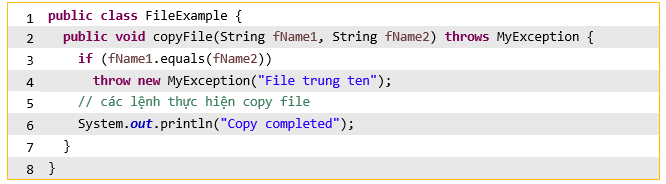 1 public class FileExample {
2 public void copyFile(String fName1, String fName2) throws MyException {
3 if (fName1.equals(fName2))
4 throw new MyException("File trung ten");
5 // các lệnh thực hiện copy file
6 System.out.println("Copy completed");
7 }
8 }